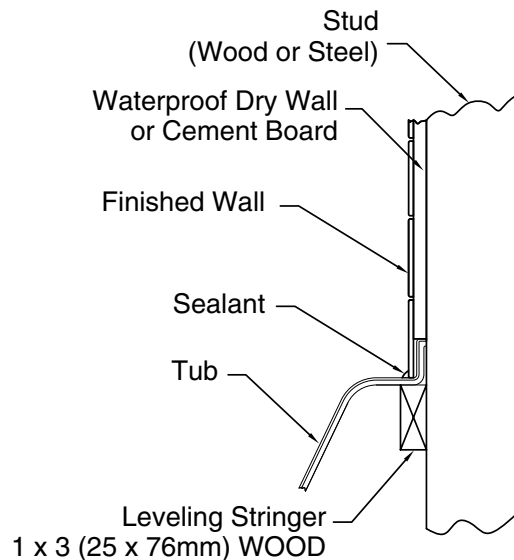 Stud
(Wood or Steel)
Waterproof Dry Wall
or Cement Board
Finished Wall
Sealant
Tub
Leveling Stringer
1 x 3 (25 x 76mm) WOOD